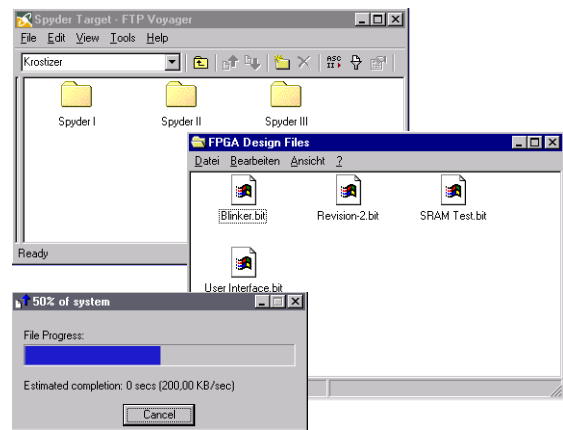 Spyder Target - FTP Voyager
File Edit View Tools Help
Krostizer
ASC
Spyder I Spyder II Spyder III
Ready
FPGA Design Files
Datei Bearbeiten Ansicht ?
Blinker.bit Revision-2.bit SRAM Test.bit
User Interface.bit
50% of system
File Progress:
Estimated completion: 0 secs (200,00 KB/sec)
Cancel